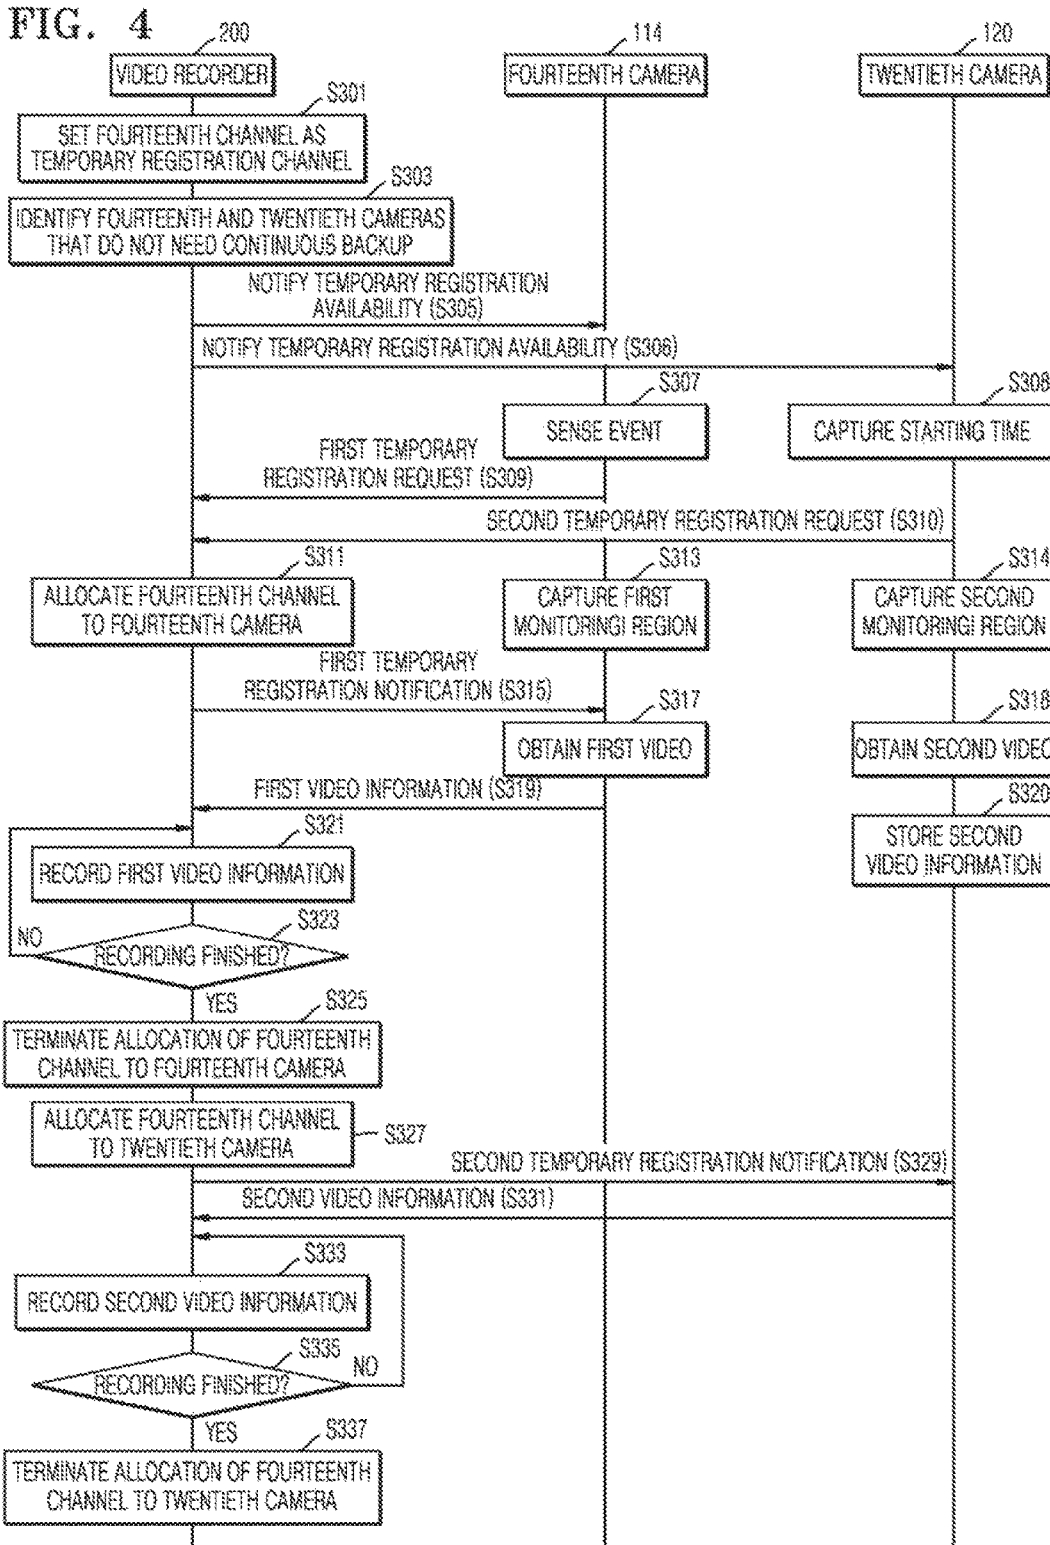 FIG. 4
200
114
120
VIDEO RECORDER
FOURTEENTH CAMERA
TWENTIETH CAMERA
S301
SET FOURTEENTH CHANNEL AS
TEMPORARY REGISTRATION CHANNEL
S303
IDENTIFY FOURTEENTH AND TWENTIETH CAMERAS
THAT DO NOT NEED CONTINUOUS BACKUP
NOTIFY TEMPORARY REGISTRATION
AVAILABILITY (S305)
NOTIFY TEMPORARY REGISTRATION AVAILABILITY (S306)
S307
S308
SENSE EVENT
CAPTURE STARTING TIME
FIRST TEMPORARY
REGISTRATION REQUEST (S309)
SECOND TEMPORARY REGISTRATION REQUEST (S310)
S311
S313
S314
ALLOCATE FOURTEENTH CHANNEL
TO FOURTEENTH CAMERA
CAPTURE FIRST
MONITORINGI REGION
CAPTURE SECOND
MONITORINGI REGION
FIRST TEMPORARY
REGISTRATION NOTIFICATION (S315)
S317
S318
OBTAIN FIRST VIDEO
OBTAIN SECOND VIDEO
FIRST VIDEO INFORMATION (S319)
S320
STORE SECOND
VIDEO INFORMATION
S321
RECORD FIRST VIDEO INFORMATION
S323
NO
RECORDING FINISHED?
YES
S325
TERMINATE ALLOCATION OF FOURTEENTH
CHANNEL TO FOURTEENTH CAMERA
ALLOCATE FOURTEENTH CHANNEL
TO TWENTIETH CAMERA
S327
SECOND TEMPORARY REGISTRATION NOTIFICATION (S329)
SECOND VIDEO INFORMATION (S331)
S333
RECORD SECOND VIDEO INFORMATION
S335
NO
RECORDING FINISHED?
YES
S337
TERMINATE ALLOCATION OF FOURTEENTH
CHANNEL TO TWENTIETH CAMERA